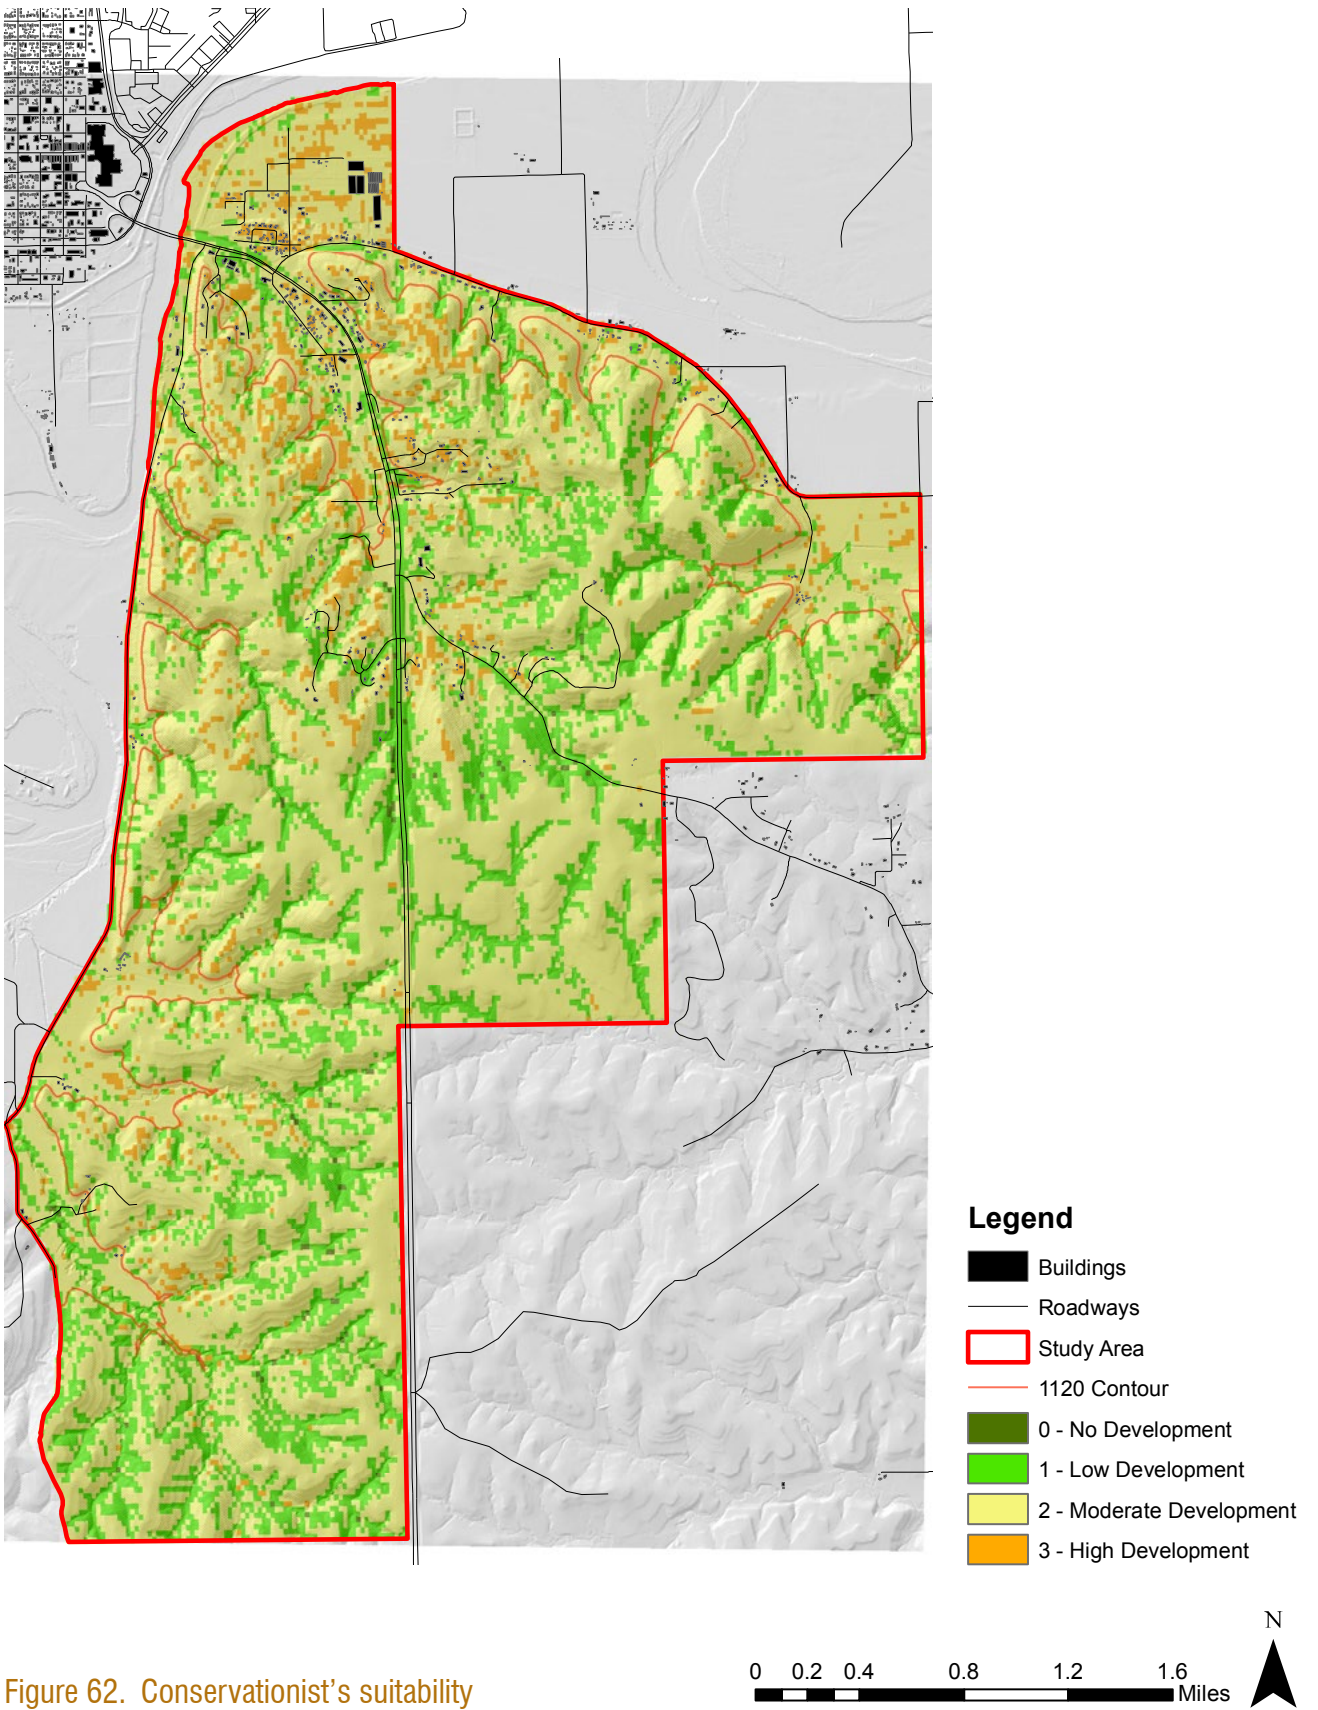 Legend
Buildings
Roadways
Study Area
1120 Contour
0 - No Development
1 - Low Development
2 - Moderate Development
3 - High Development
N
0 0.2 0.4 0.8 1.2 1.6
Miles
Figure 62. Conservationist's suitability